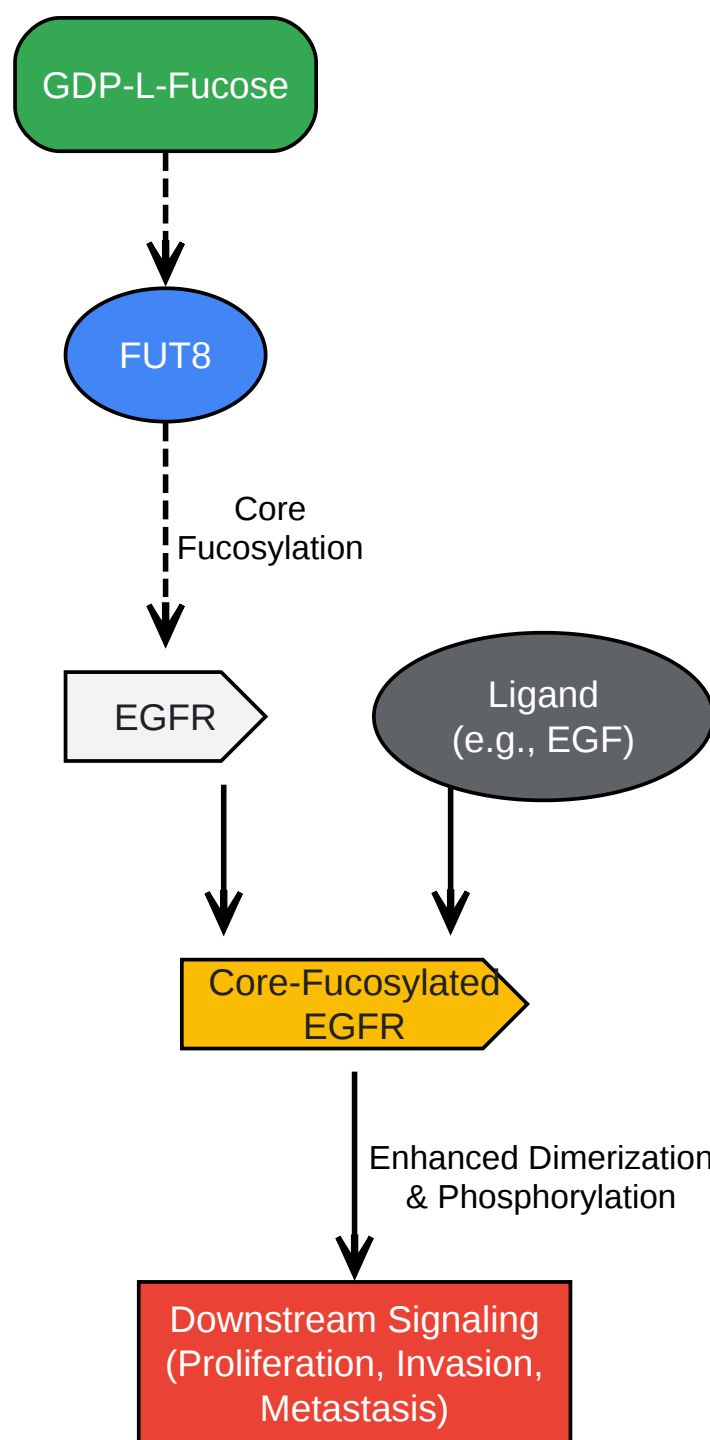 GDP-L-Fucose
FUT8
Core
Fucosylation
EGFR
Ligand
(e.g., EGF)
Core-Fucosylated
EGFR
Enhanced Dimerization
& Phosphorylation
Downstream Signaling
(Proliferation, Invasion,
Metastasis)